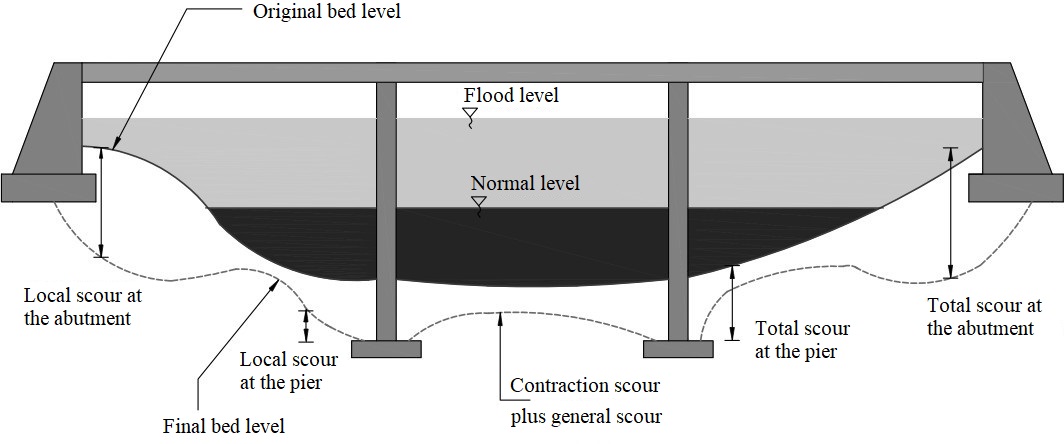 Original bed level
Flood level
Normal level
Local scour at
the abutment
Total scour at
the abutment
Total scour
at the pier
Local scour
at the pier
Contraction scour
plus general scour
Final bed level